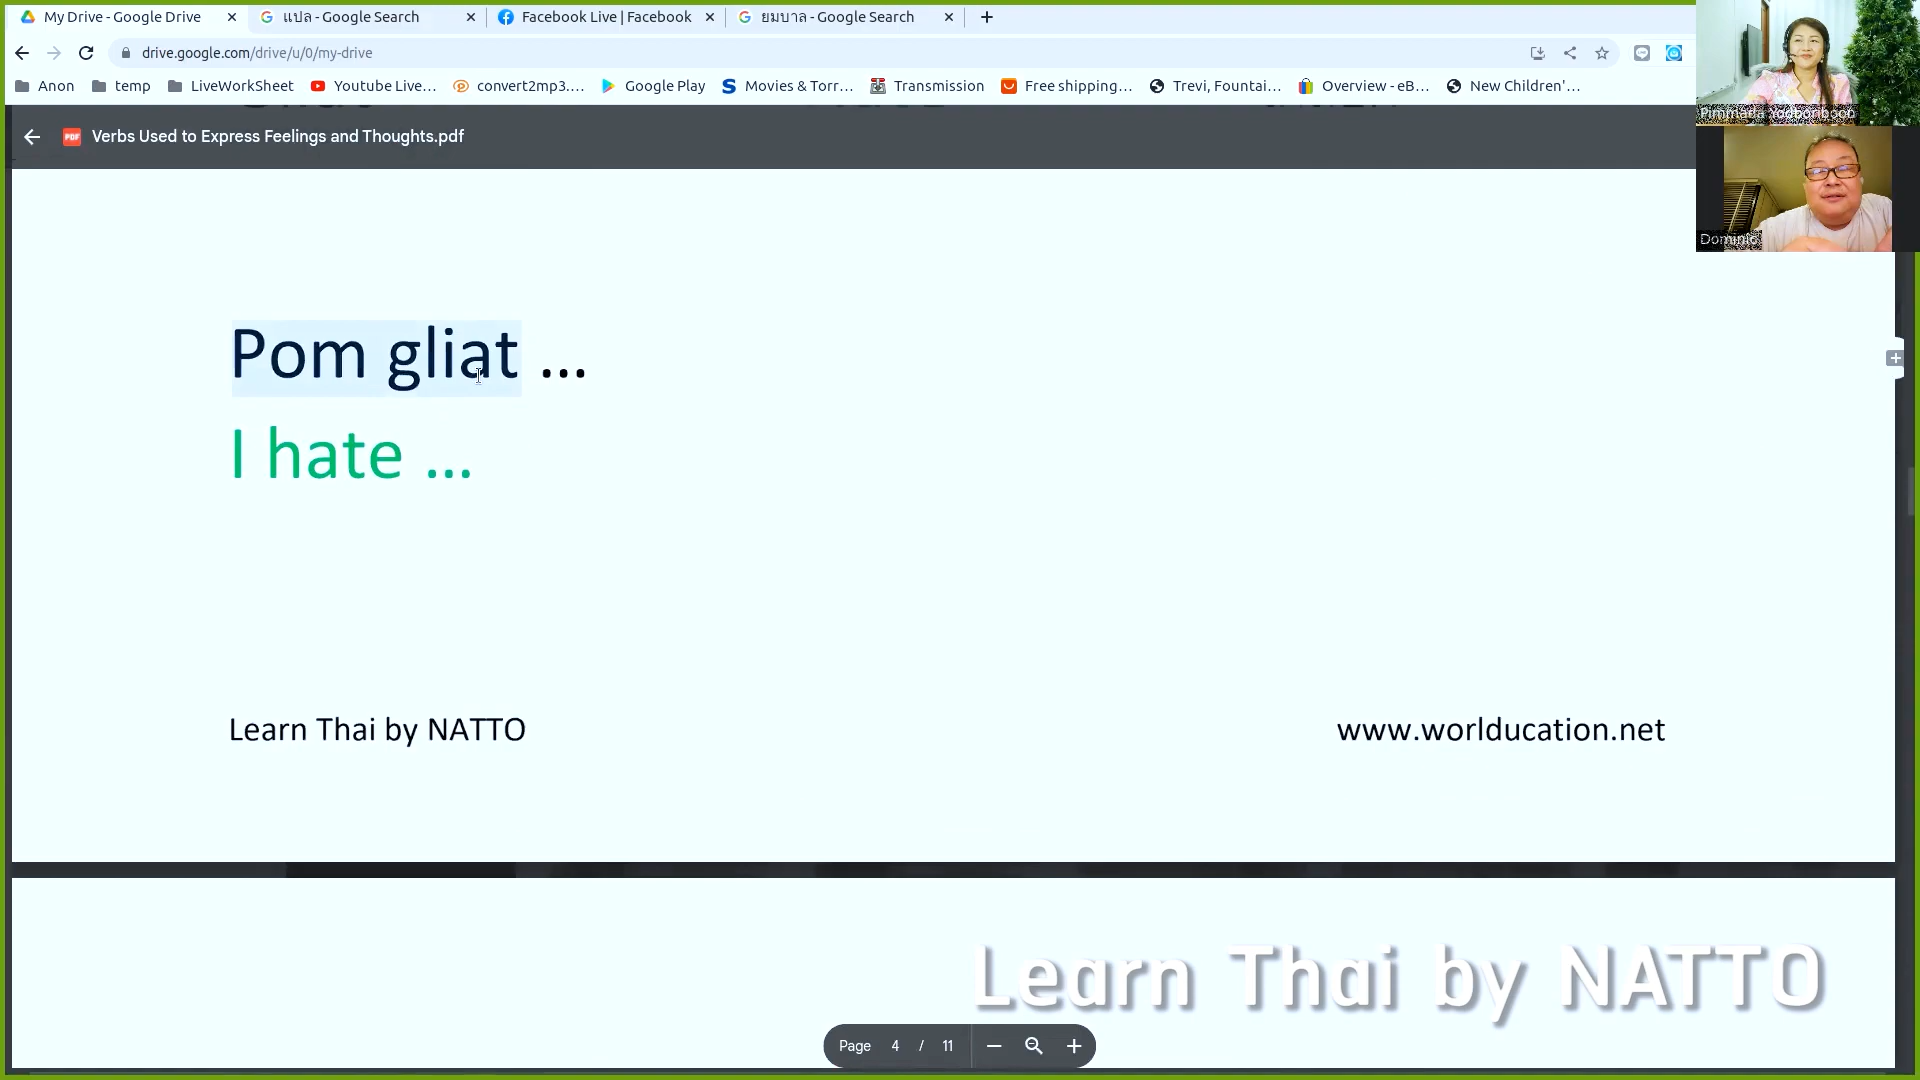 My Drive - Google Drive
แปล - Google Search
Facebook Live | Facebook
ยมบาล - Google Search
drive.google.com/drive/u/0/my-drive
Anon
temp
LiveWorkSheet
Youtube Live...
convert2mp3....
Google Play
Movies & Torr...
Transmission
Free shipping...
Trevi, Fountai...
Overview - eB...
New Children'...
PDF
Verbs Used to Express Feelings and Thoughts.pdf
Dominic
Pom gliat ...
I hate ...
Learn Thai by NATTO
www.worlducation.net
Learn Thai by NATTO
Page 4 / 11